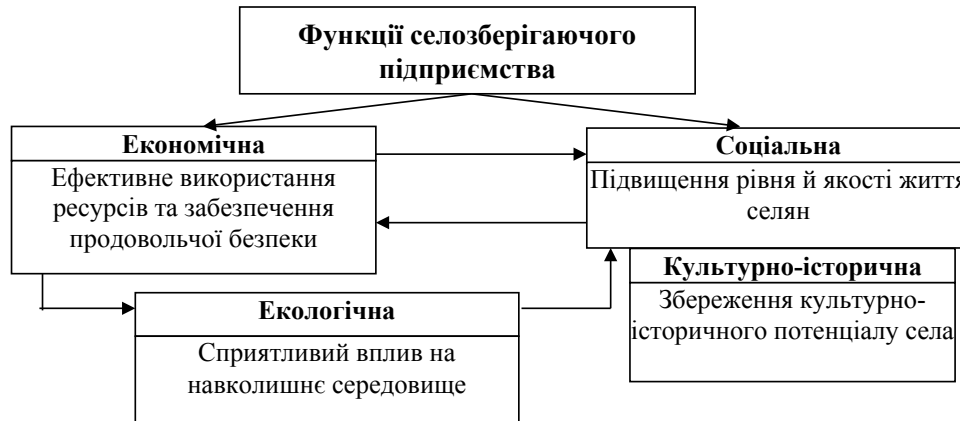 Функції селозберігаючого
підприємства
Економічна
Ефективне використання
ресурсів та забезпечення
продовольчої безпеки
Соціальна
Підвищення рівня й якості життя
селян
Культурно-історична
Збереження культурно-
історичного потенціалу села
Екологічна
Сприятливий вплив на
навколишнє середовище